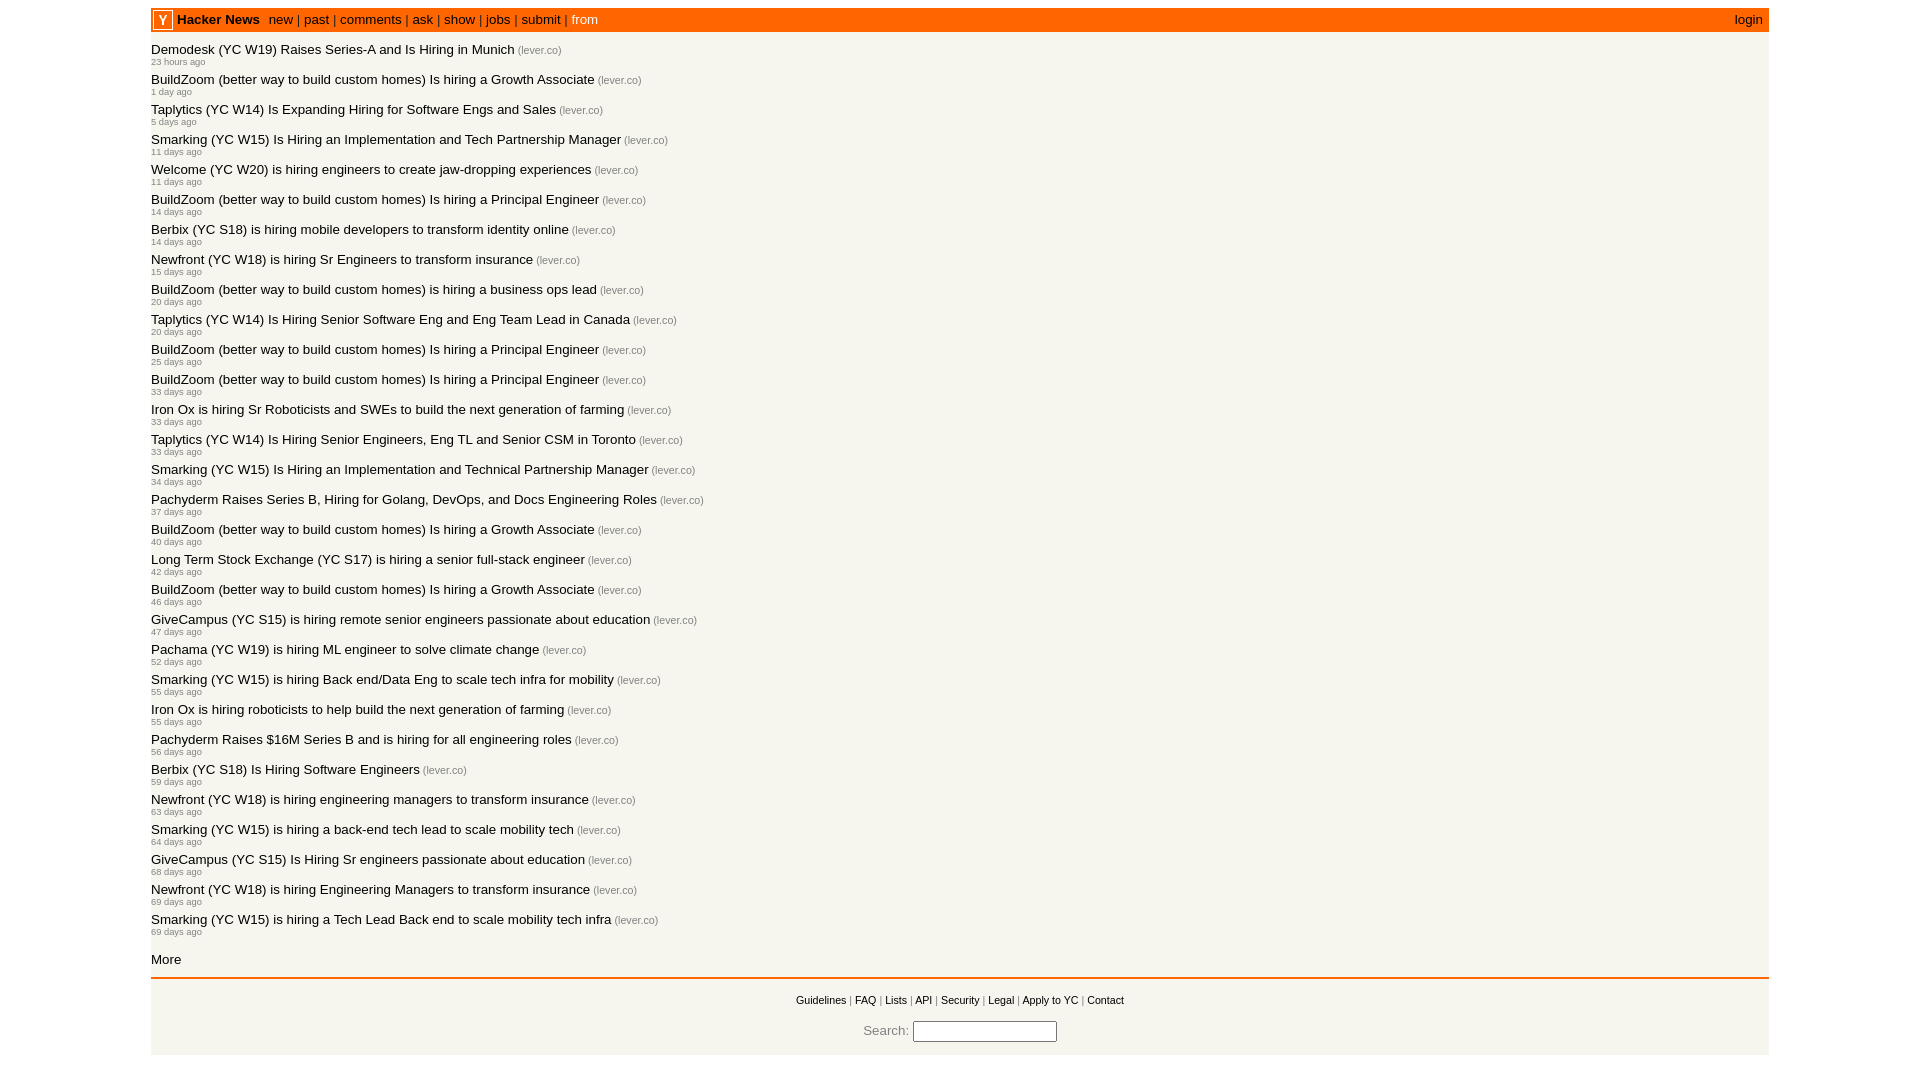 Y Hacker News new | past | comments | ask | show | jobs | submit | from login
Demodesk (YC W19) Raises Series-A and Is Hiring in Munich (lever.co)
23 hours ago
BuildZoom (better way to build custom homes) Is hiring a Growth Associate (lever.co)
1 day ago
Taplytics (YC W14) Is Expanding Hiring for Software Engs and Sales (lever.co)
5 days ago
Smarking (YC W15) Is Hiring an Implementation and Tech Partnership Manager (lever.co)
11 days ago
Welcome (YC W20) is hiring engineers to create jaw-dropping experiences (lever.co)
11 days ago
BuildZoom (better way to build custom homes) Is hiring a Principal Engineer (lever.co)
14 days ago
Berbix (YC S18) is hiring mobile developers to transform identity online (lever.co)
14 days ago
Newfront (YC W18) is hiring Sr Engineers to transform insurance (lever.co)
15 days ago
BuildZoom (better way to build custom homes) is hiring a business ops lead (lever.co)
20 days ago
Taplytics (YC W14) Is Hiring Senior Software Eng and Eng Team Lead in Canada (lever.co)
20 days ago
BuildZoom (better way to build custom homes) Is hiring a Principal Engineer (lever.co)
25 days ago
BuildZoom (better way to build custom homes) Is hiring a Principal Engineer (lever.co)
33 days ago
Iron Ox is hiring Sr Roboticists and SWEs to build the next generation of farming (lever.co)
33 days ago
Taplytics (YC W14) Is Hiring Senior Engineers, Eng TL and Senior CSM in Toronto (lever.co)
33 days ago
Smarking (YC W15) Is Hiring an Implementation and Technical Partnership Manager (lever.co)
34 days ago
Pachyderm Raises Series B, Hiring for Golang, DevOps, and Docs Engineering Roles (lever.co)
37 days ago
BuildZoom (better way to build custom homes) Is hiring a Growth Associate (lever.co)
40 days ago
Long Term Stock Exchange (YC S17) is hiring a senior full-stack engineer (lever.co)
42 days ago
BuildZoom (better way to build custom homes) Is hiring a Growth Associate (lever.co)
46 days ago
GiveCampus (YC S15) is hiring remote senior engineers passionate about education (lever.co)
47 days ago
Pachama (YC W19) is hiring ML engineer to solve climate change (lever.co)
52 days ago
Smarking (YC W15) is hiring Back end/Data Eng to scale tech infra for mobility (lever.co)
55 days ago
Iron Ox is hiring roboticists to help build the next generation of farming (lever.co)
55 days ago
Pachyderm Raises $16M Series B and is hiring for all engineering roles (lever.co)
56 days ago
Berbix (YC S18) Is Hiring Software Engineers (lever.co)
59 days ago
Newfront (YC W18) is hiring engineering managers to transform insurance (lever.co)
63 days ago
Smarking (YC W15) is hiring a back-end tech lead to scale mobility tech (lever.co)
64 days ago
GiveCampus (YC S15) Is Hiring Sr engineers passionate about education (lever.co)
68 days ago
Newfront (YC W18) is hiring Engineering Managers to transform insurance (lever.co)
69 days ago
Smarking (YC W15) is hiring a Tech Lead Back end to scale mobility tech infra (lever.co)
69 days ago
More
Guidelines | FAQ | Lists | API | Security | Legal | Apply to YC | Contact
Search: